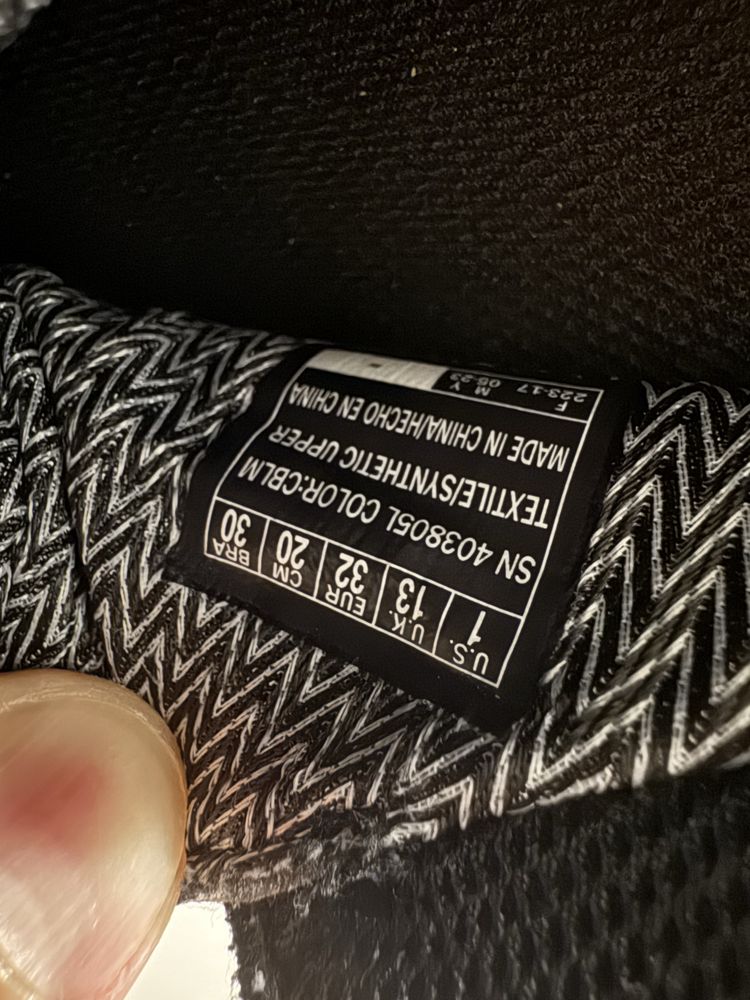 U.S. U.K. EUR CM BRA
1 13 32 20 30
SN 403805L COLOR:CBLM
TEXTILE/SYNTHETIC UPPER
MADE IN CHINA/HECHO EN CHINA
F M Y
223-17 05-23